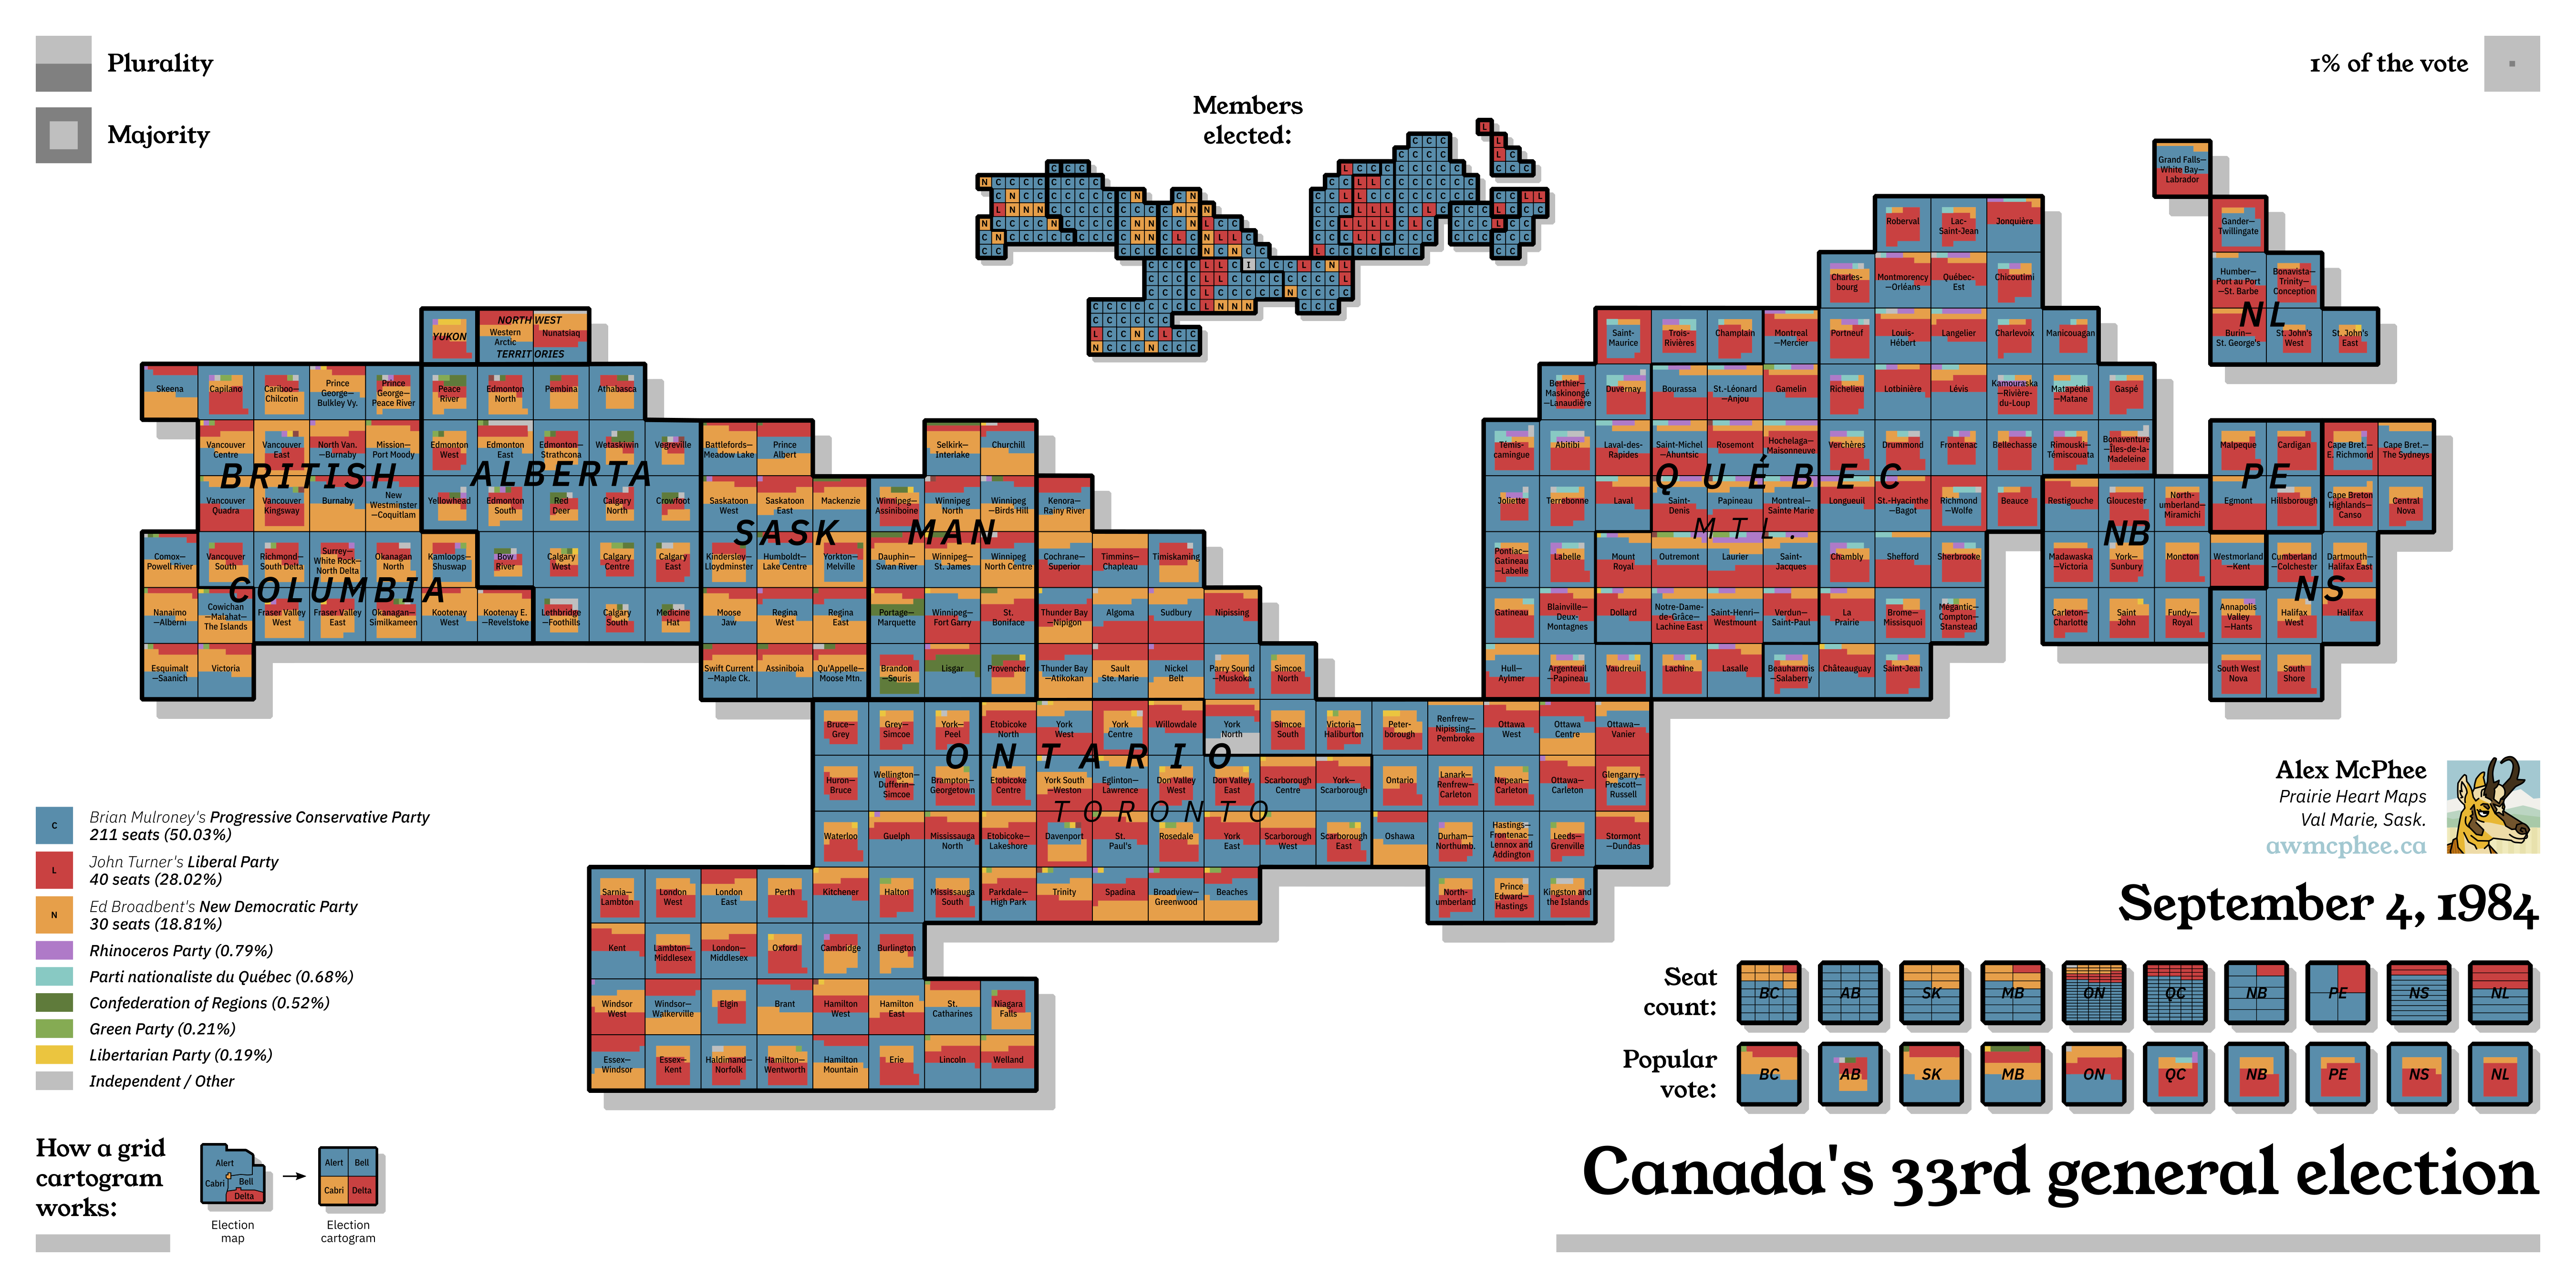 Plurality
Majority
1% of the vote
Members
elected:
Grand Falls—
White Bay—
Labrador
Gander—
Twillingate
Humber—
Port au Port
—St. Barbe
Bonavista—
Trinity—
Conception
NL
Burin—
St. George's
St. John's
West
St. John's
East
Roberval
Lac-
Saint-Jean
Jonquière
Charles-
bourg
Montmorency
—Orléans
Québec-
Est
Chicoutimi
Saint-
Maurice
Trois-
Rivières
Champlain
Montreal
—Mercier
Portneuf
Louis-
Hébert
Langelier
Charlevoix
Manicouagan
Berthier—
Maskinongé
—Lanaudière
Duvernay
Bourassa
St.-Léonard
—Anjou
Gamelin
Richelieu
Lotbinière
Lévis
Kamouraska
—Rivière-
du-Loup
Matapédia
—Matane
Gaspé
Témis-
camingue
Abitibi
Laval-des-
Rapides
Saint-Michel
—Ahuntsic
Rosemont
Hochelaga—
Maisonneuve
Verchères
Drummond
Frontenac
Bellechasse
Rimouski—
Témiscouata
Bonaventure
—Îles-de-la-
Madeleine
QUÉBEC
Joliette
Terrebonne
Laval
Saint-
Denis
Papineau
Montreal—
Sainte Marie
Longueuil
St.-Hyacinthe
—Bagot
Richmond
—Wolfe
Beauce
MTL.
Pontiac—
Gatineau
—Labelle
Labelle
Mount
Royal
Outremont
Laurier
Saint-
Jacques
Chambly
Shefford
Sherbrooke
Gatineau
Blainville—
Deux-
Montagnes
Dollard
Notre-Dame-
de-Grâce—
Lachine East
Saint-Henri—
Westmount
Verdun—
Saint-Paul
La
Prairie
Brome—
Missisquoi
Mégantic—
Compton—
Stanstead
Hull—
Aylmer
Argenteuil
—Papineau
Vaudreuil
Lachine
Lasalle
Beauharnois
—Salaberry
Châteauguay
Saint-Jean
Restigouche
Gloucester
North-
umberland—
Miramichi
NB
Madawaska
—Victoria
York—
Sunbury
Moncton
Westmorland
—Kent
Carleton—
Charlotte
Saint
John
Fundy—
Royal
Malpeque
Cardigan
PE
Egmont
Hillsborough
Cape Bret.—
E. Richmond
Cape Bret.—
The Sydneys
Cape Breton
Highlands—
Canso
Central
Nova
Cumberland
—Colchester
Dartmouth—
Halifax East
NS
Annapolis
Valley
—Hants
Halifax
West
Halifax
South West
Nova
South
Shore
YUKON
NORTHWEST
TERRITORIES
Western
Arctic
Nunatsiaq
Skeena
Capilano
Cariboo—
Chilcotin
Prince
George—
Bulkley Vy.
Prince
George—
Peace River
Peace
River
Edmonton
North
Pembina
Athabasca
Vancouver
Centre
Vancouver
East
North Van.
—Burnaby
Mission—
Port Moody
Edmonton
West
Edmonton
East
Edmonton—
Strathcona
Wetaskiwin
Vegreville
BRITISH
ALBERTA
Vancouver
Quadra
Vancouver
Kingsway
Burnaby
New
Westminster
—Coquitlam
Yellowhead
Edmonton
South
Red
Deer
Calgary
North
Crowfoot
Comox—
Powell River
Vancouver
South
Richmond—
South Delta
Surrey—
White Rock—
North Delta
Okanagan
North
Kamloops—
Shuswap
Bow
River
Calgary
West
Calgary
Centre
Calgary
East
COLUMBIA
Nanaimo
—Alberni
Cowichan
—Malahat—
The Islands
Fraser Valley
West
Fraser Valley
East
Okanagan—
Similkameen
Kootenay
West
Kootenay E.
—Revelstoke
Lethbridge
—Foothills
Calgary
South
Medicine
Hat
Esquimalt
—Saanich
Victoria
Battlefords—
Meadow Lake
Prince
Albert
Saskatoon
West
Saskatoon
East
Mackenzie
SASK
Kindersley
—Lloydminster
Humboldt—
Lake Centre
Yorkton—
Melville
Moose
Jaw
Regina
West
Regina
East
Swift Current
—Maple Ck.
Assiniboia
Qu'Appelle—
Moose Mtn.
Selkirk—
Interlake
Churchill
Winnipeg—
Assiniboine
Winnipeg
North
Winnipeg
—Birds Hill
MAN
Dauphin—
Swan River
Winnipeg—
St. James
Winnipeg
North Centre
Portage—
Marquette
Winnipeg—
Fort Garry
St.
Boniface
Brandon
—Souris
Lisgar
Provencher
Kenora—
Rainy River
Cochrane—
Superior
Timmins—
Chapleau
Timiskaming
Thunder Bay
—Nipigon
Algoma
Sudbury
Nipissing
Thunder Bay
—Atikokan
Sault
Ste. Marie
Nickel
Belt
Parry Sound
—Muskoka
Simcoe
North
Bruce—
Grey
Grey—
Simcoe
York—
Peel
Etobicoke
North
York
West
York
Centre
Willowdale
York
North
Simcoe
South
Victoria—
Haliburton
Peter-
borough
Renfrew—
Nipissing—
Pembroke
Ottawa
West
Ottawa
Centre
Ottawa—
Vanier
ONTARIO
Huron—
Bruce
Wellington—
Dufferin—
Simcoe
Brampton—
Georgetown
Etobicoke
Centre
York South
—Weston
Eglinton—
Lawrence
Don Valley
West
Don Valley
East
Scarborough
Centre
York—
Scarborough
Ontario
Lanark—
Renfrew—
Carleton
Nepean—
Carleton
Ottawa—
Carleton
Glengarry—
Prescott—
Russell
TORONTO
Waterloo
Guelph
Mississauga
North
Etobicoke—
Lakeshore
Davenport
St.
Paul's
Rosedale
York
East
Scarborough
West
Scarborough
East
Oshawa
Durham—
Northumb.
Hastings—
Frontenac—
Lennox and
Addington
Leeds—
Grenville
Stormont
—Dundas
Sarnia—
Lambton
London
West
London
East
Perth
Kitchener
Halton
Mississauga
South
Parkdale—
High Park
Trinity
Spadina
Broadview—
Greenwood
Beaches
North-
umberland
Prince
Edward—
Hastings
Kingston and
the Islands
Kent
Lambton—
Middlesex
London—
Middlesex
Oxford
Cambridge
Burlington
Windsor
West
Windsor—
Walkerville
Elgin
Brant
Hamilton
West
Hamilton
East
St.
Catharines
Niagara
Falls
Essex—
Windsor
Essex—
Kent
Haldimand—
Norfolk
Hamilton—
Wentworth
Hamilton
Mountain
Erie
Lincoln
Welland
C
Brian Mulroney's Progressive Conservative Party
211 seats (50.03%)
L
John Turner's Liberal Party
40 seats (28.02%)
N
Ed Broadbent's New Democratic Party
30 seats (18.81%)
Rhinoceros Party (0.79%)
Parti nationaliste du Québec (0.68%)
Confederation of Regions (0.52%)
Green Party (0.21%)
Libertarian Party (0.19%)
Independent / Other
How a grid
cartogram
works:
Alert
Cabri
Bell
Delta
Election
map
Alert
Bell
Cabri
Delta
Election
cartogram
Alex McPhee
Prairie Heart Maps
Val Marie, Sask.
awmcphee.ca
September 4, 1984
Seat
count:
BC AB SK MB ON QC NB PE NS NL
Popular
vote:
BC AB SK MB ON QC NB PE NS NL
Canada's 33rd general election